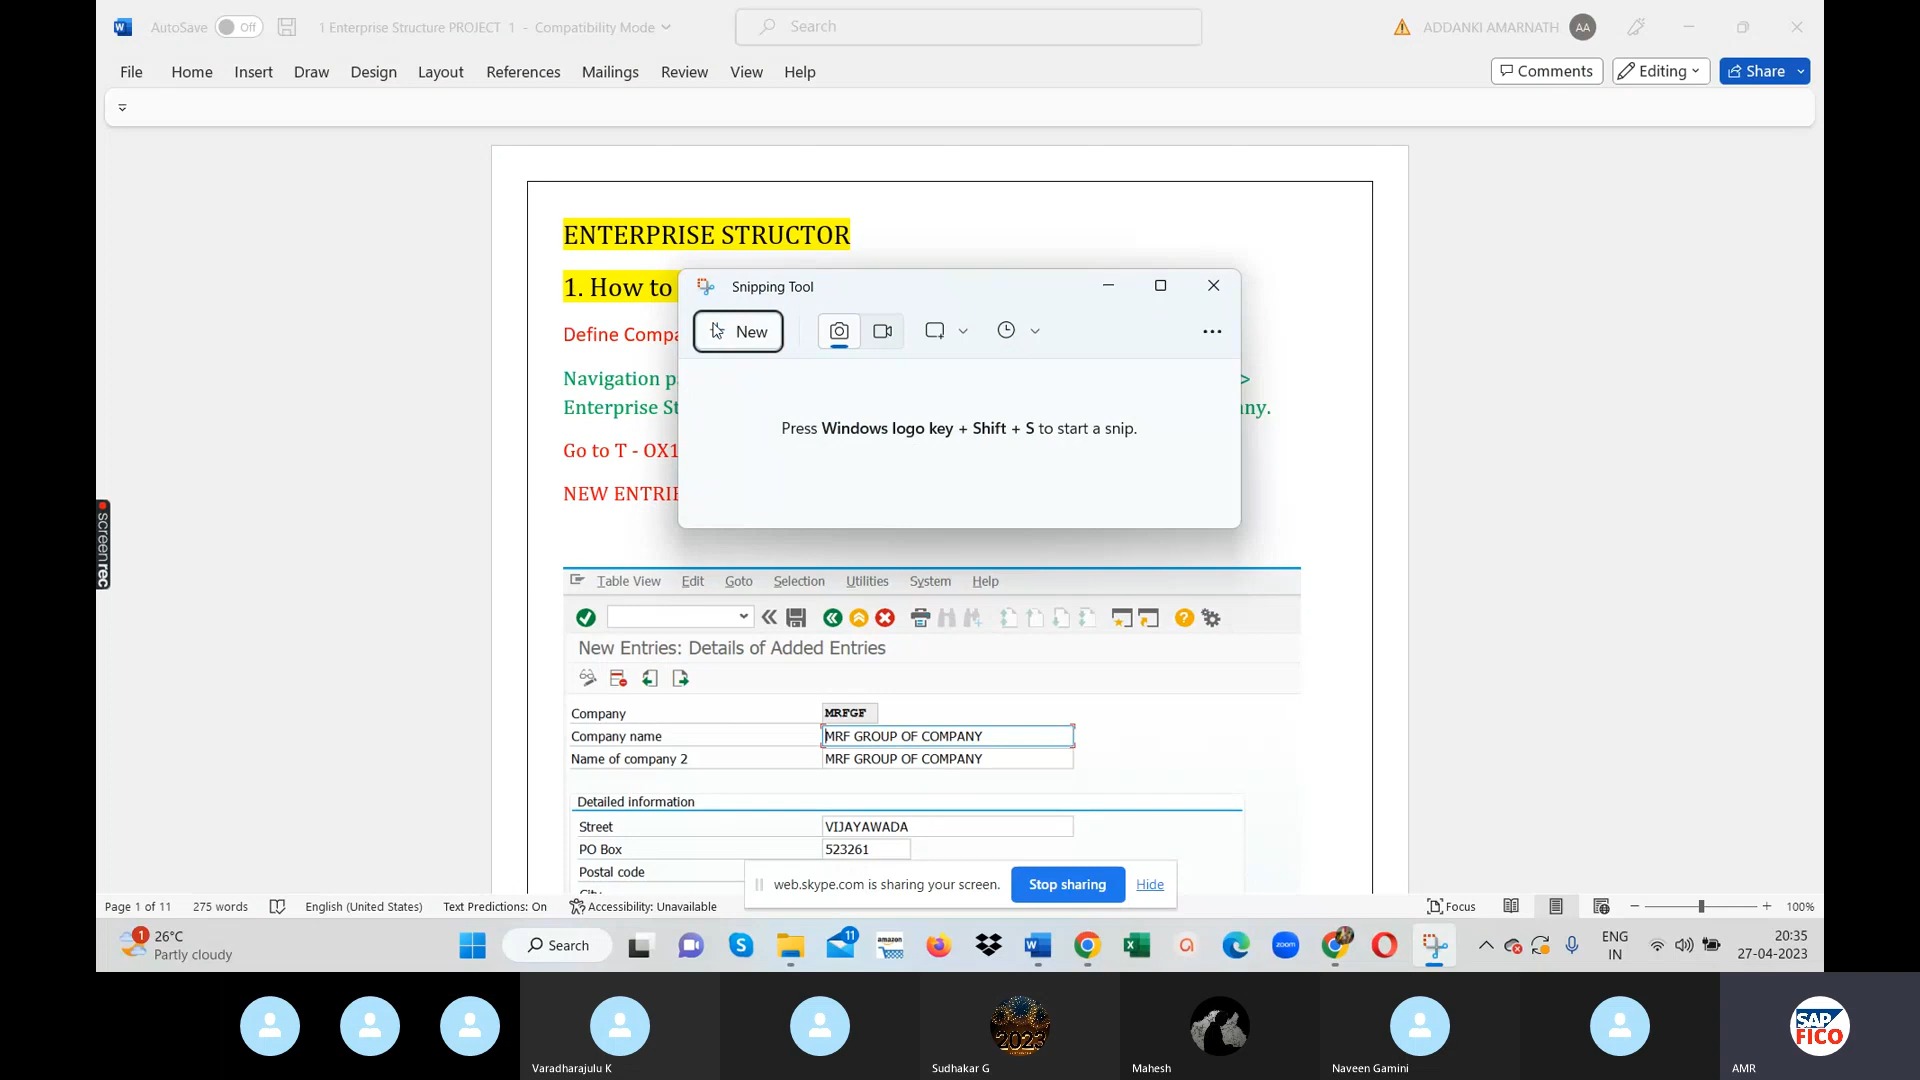 AutoSave Off 1 Enterprise Structure PROJECT 1 - Compatibility Mode Search ADDANKI AMARNATH AA
File Home Insert Draw Design Layout References Mailings Review View Help Comments Editing Share
ENTERPRISE STRUCTOR
1. How to
Define Compa
Navigation p >
Enterprise St ny.
Go to T - OX1
NEW ENTRIE
Snipping Tool
New
Press Windows logo key + Shift + S to start a snip.
screenrec
Table View Edit Goto Selection Utilities System Help
New Entries: Details of Added Entries
Company MRFGF
Company name MRF GROUP OF COMPANY
Name of company 2 MRF GROUP OF COMPANY
Detailed information
Street VIJAYAWADA
PO Box 523261
Postal code
web.skype.com is sharing your screen. Stop sharing Hide
Page 1 of 11 275 words English (United States) Text Predictions: On Accessibility: Unavailable Focus 100%
1 26°C
Partly cloudy
Search
11
amazon
zoom
ENG
IN
20:35
27-04-2023
2023
SAP
FICO
Varadharajulu K Sudhakar G Mahesh Naveen Gamini AMR